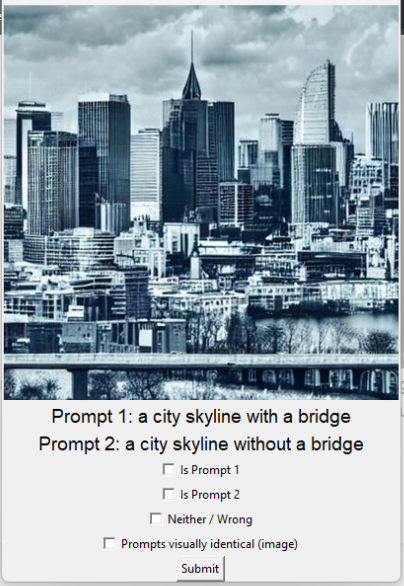 Prompt 1: a city skyline with a bridge
Prompt 2: a city skyline without a bridge
Is Prompt 1
Is Prompt 2
Neither / Wrong
Prompts visually identical (image)
Submit